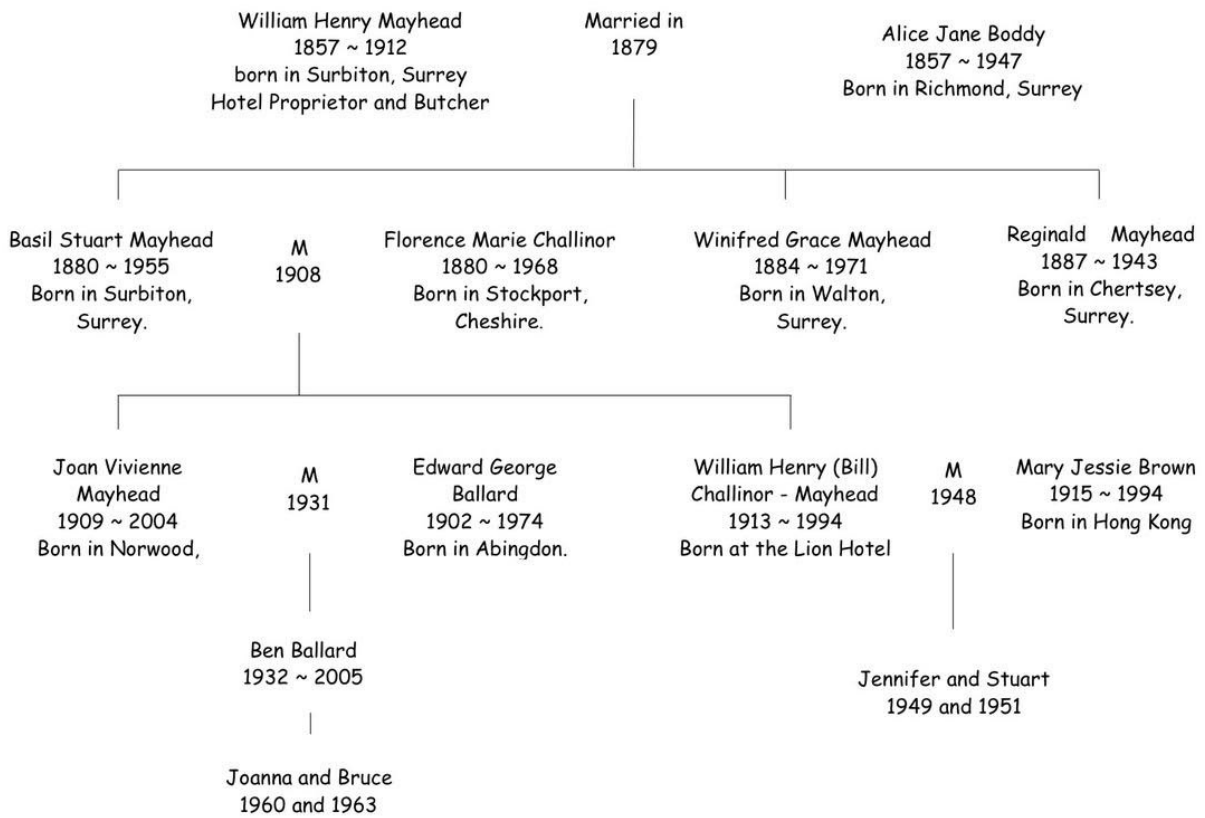 William Henry Mayhead
1857 ~ 1912
born in Surbiton, Surrey
Hotel Proprietor and Butcher
Married in
1879
Alice Jane Boddy
1857 ~ 1947
Born in Richmond, Surrey
Basil Stuart Mayhead
1880 ~ 1955
Born in Surbiton,
Surrey.
M
1908
Florence Marie Challinor
1880 ~ 1968
Born in Stockport,
Cheshire.
Winifred Grace Mayhead
1884 ~ 1971
Born in Walton,
Surrey.
Reginald Mayhead
1887 ~ 1943
Born in Chertsey,
Surrey.
Joan Vivienne
Mayhead
1909 ~ 2004
Born in Norwood,
M
1931
Edward George
Ballard
1902 ~ 1974
Born in Abingdon.
William Henry (Bill)
Challinor - Mayhead
1913 ~ 1994
Born at the Lion Hotel
M
1948
Mary Jessie Brown
1915 ~ 1994
Born in Hong Kong
Ben Ballard
1932 ~ 2005
Jennifer and Stuart
1949 and 1951
Joanna and Bruce
1960 and 1963